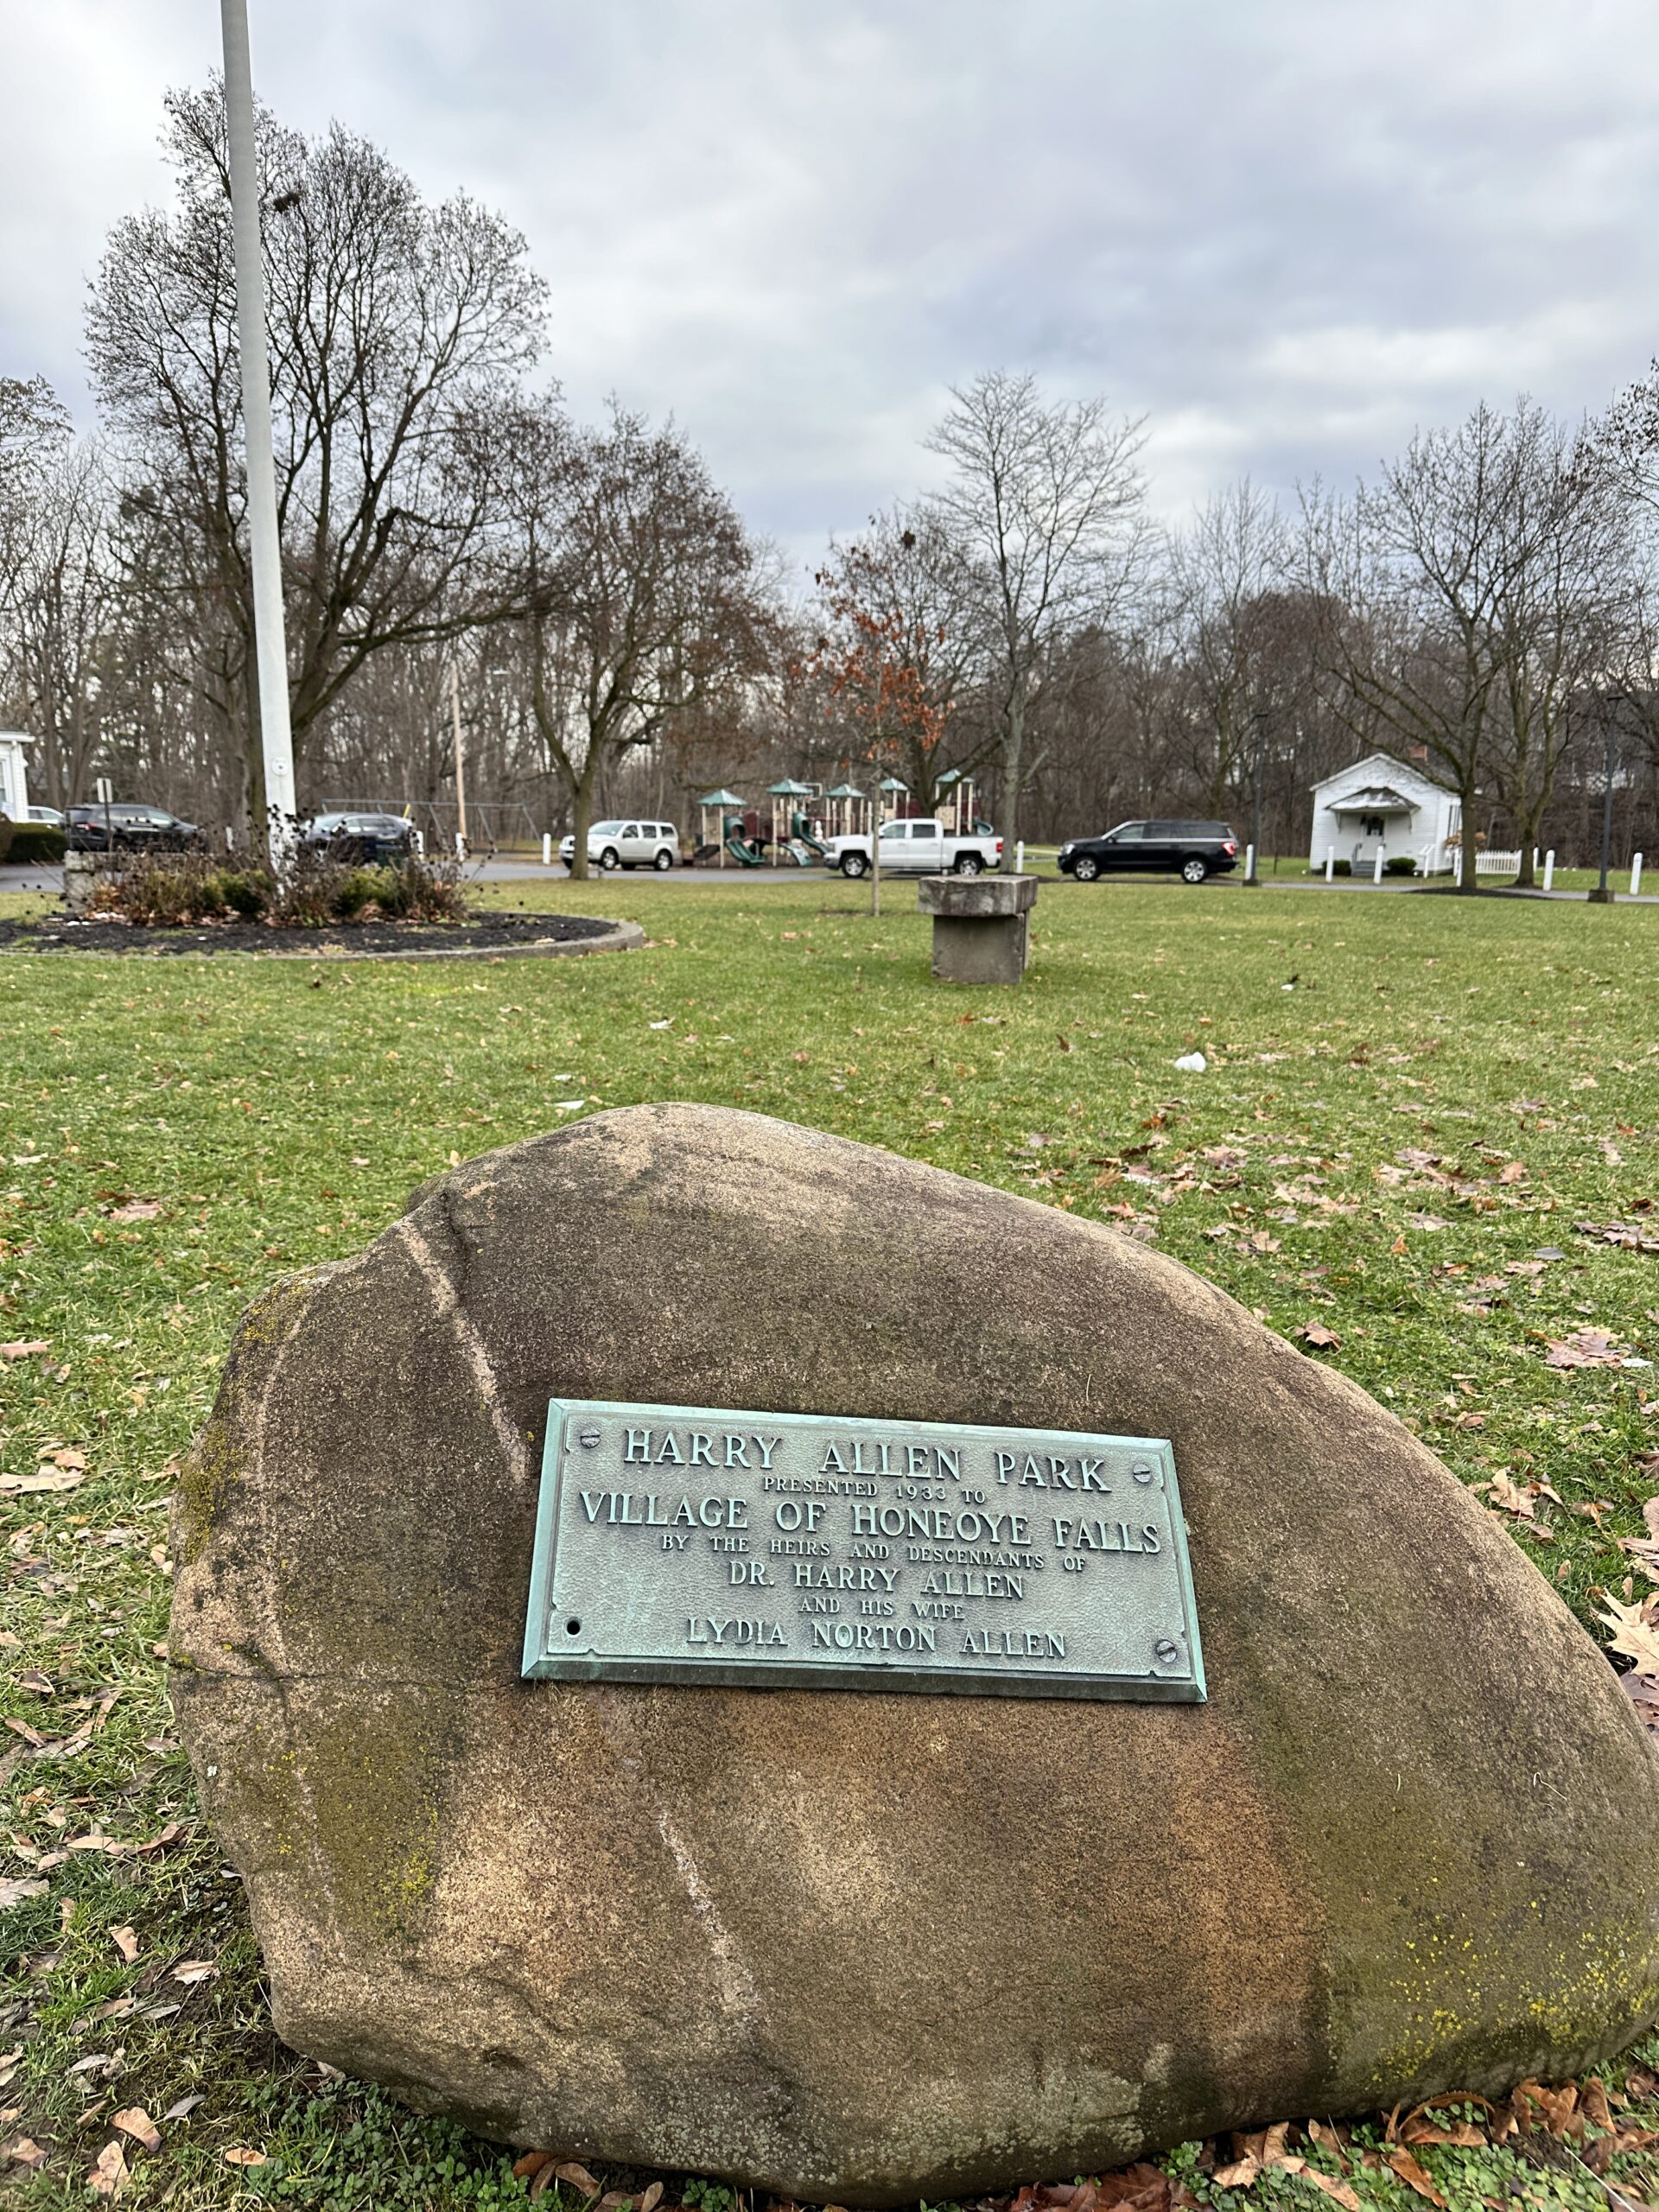 HARRY ALLEN PARK
PRESENTED 1933 TO
VILLAGE OF HONEOYE FALLS
BY THE HEIRS AND DESCENDANTS OF
DR. HARRY ALLEN
AND HIS WIFE
LYDIA NORTON ALLEN